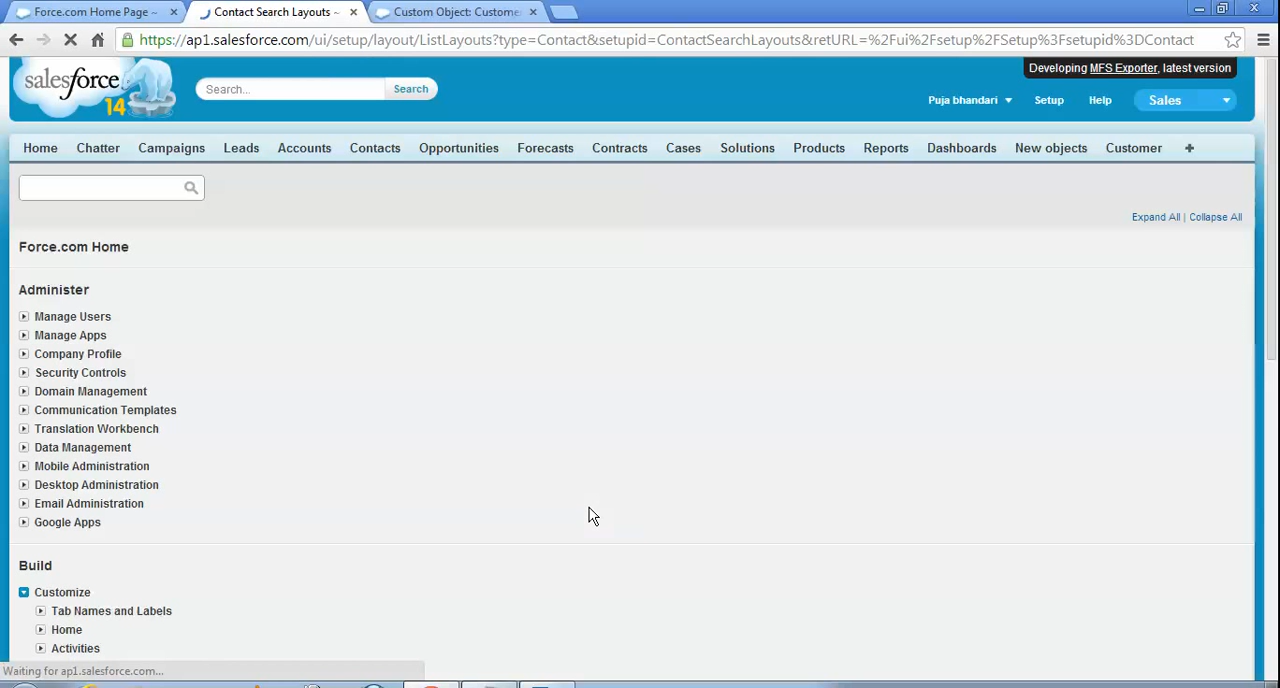 Force.com Home Page ~
Contact Search Layouts ~
Custom Object: Custome
https://ap1.salesforce.com/ui/setup/layout/ListLayouts?type=Contact&setupid=ContactSearchLayouts&retURL=%2Fui%2Fsetup%2FSetup%3Fsetupid%3DContact
Developing MFS Exporter, latest version
salesforce
14
Search...
Search
Puja bhandari
Setup
Help
Sales
Home
Chatter
Campaigns
Leads
Accounts
Contacts
Opportunities
Forecasts
Contracts
Cases
Solutions
Products
Reports
Dashboards
New objects
Customer
Expand All | Collapse All
Force.com Home
Administer
Manage Users
Manage Apps
Company Profile
Security Controls
Domain Management
Communication Templates
Translation Workbench
Data Management
Mobile Administration
Desktop Administration
Email Administration
Google Apps
Build
Customize
Tab Names and Labels
Home
Activities
Waiting for ap1.salesforce.com...